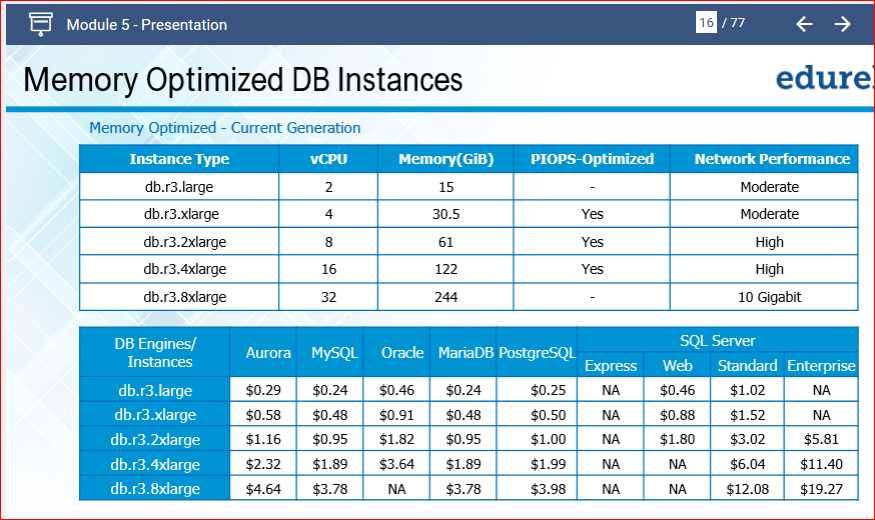 Module 5 - Presentation
16 / 77
Memory Optimized DB Instances
Memory Optimized - Current Generation
Instance Type vCPU Memory(GiB) PIOPS-Optimized Network Performance
db.r3.large 2 15 - Moderate
db.r3.xlarge 4 30.5 Yes Moderate
db.r3.2xlarge 8 61 Yes High
db.r3.4xlarge 16 122 Yes High
db.r3.8xlarge 32 244 - 10 Gigabit
DB Engines/
Instances
Aurora MySQL Oracle MariaDB PostgreSQL
SQL Server
Express Web Standard Enterprise
db.r3.large $0.29 $0.24 $0.46 $0.24 $0.25 NA $0.46 $1.02 NA
db.r3.xlarge $0.58 $0.48 $0.91 $0.48 $0.50 NA $0.88 $1.52 NA
db.r3.2xlarge $1.16 $0.95 $1.82 $0.95 $1.00 NA $1.80 $3.02 $5.81
db.r3.4xlarge $2.32 $1.89 $3.64 $1.89 $1.99 NA NA $6.04 $11.40
db.r3.8xlarge $4.64 $3.78 NA $3.78 $3.98 NA NA $12.08 $19.27